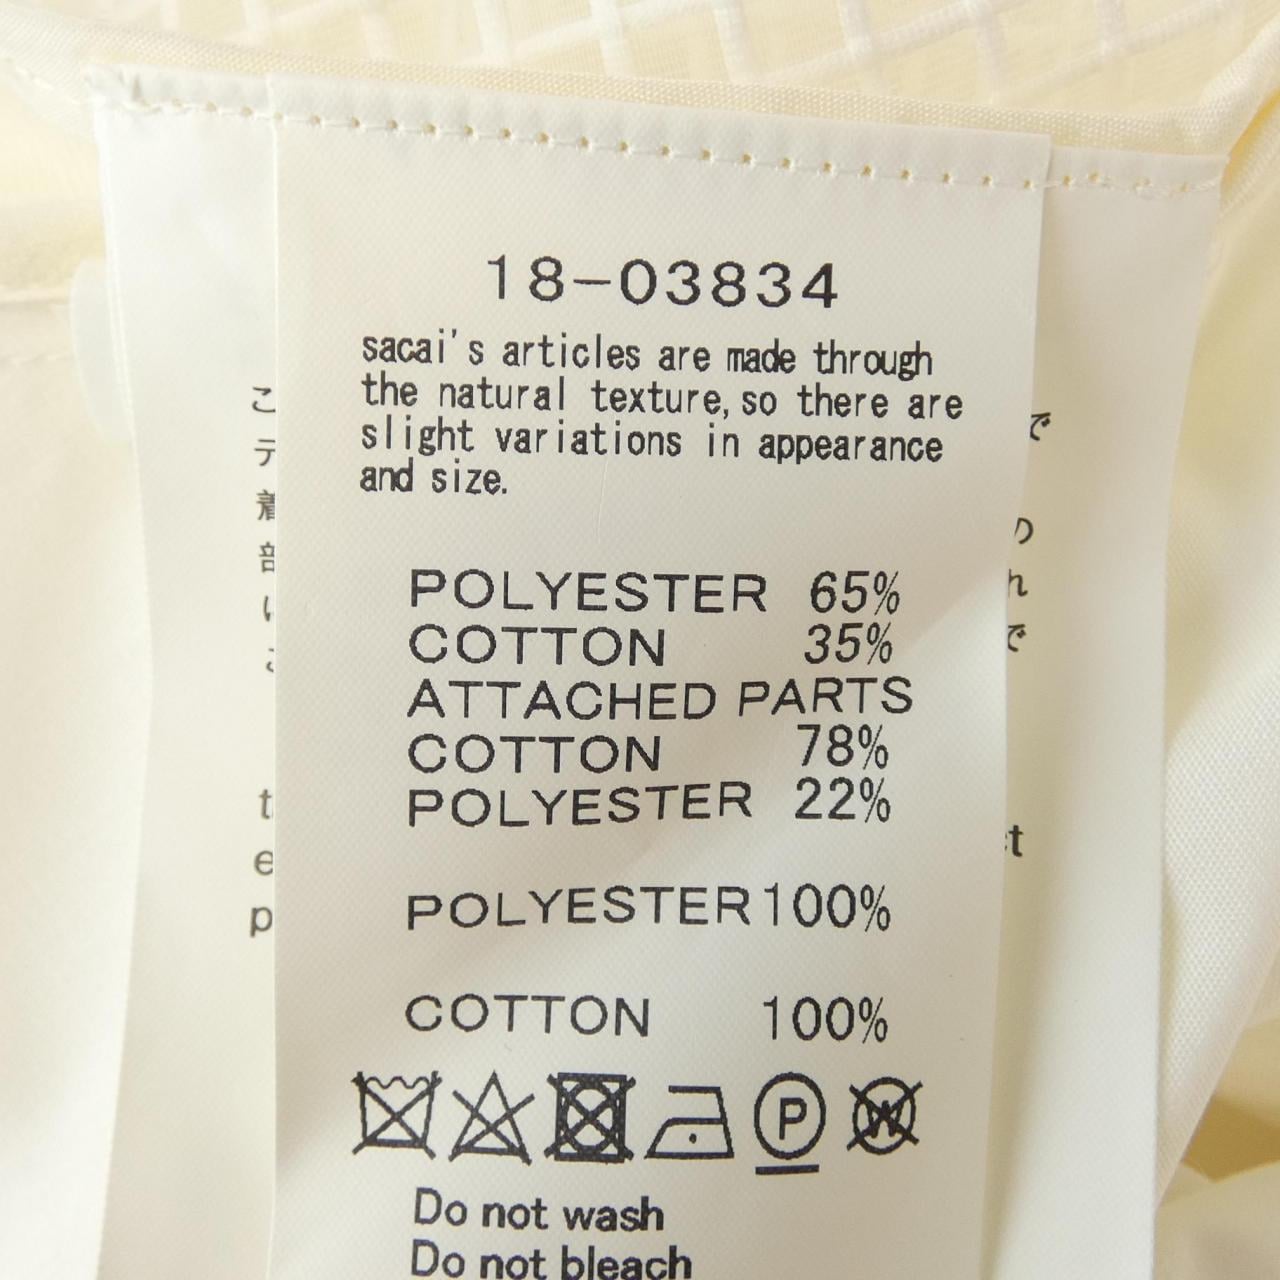 18-03834
sacai's articles are made through
the natural texture, so there are
slight variations in appearance
and size.
POLYESTER 65%
COTTON 35%
ATTACHED PARTS
COTTON 78%
POLYESTER 22%
POLYESTER 100%
COTTON 100%
P
W
Do not wash
Do not bleach